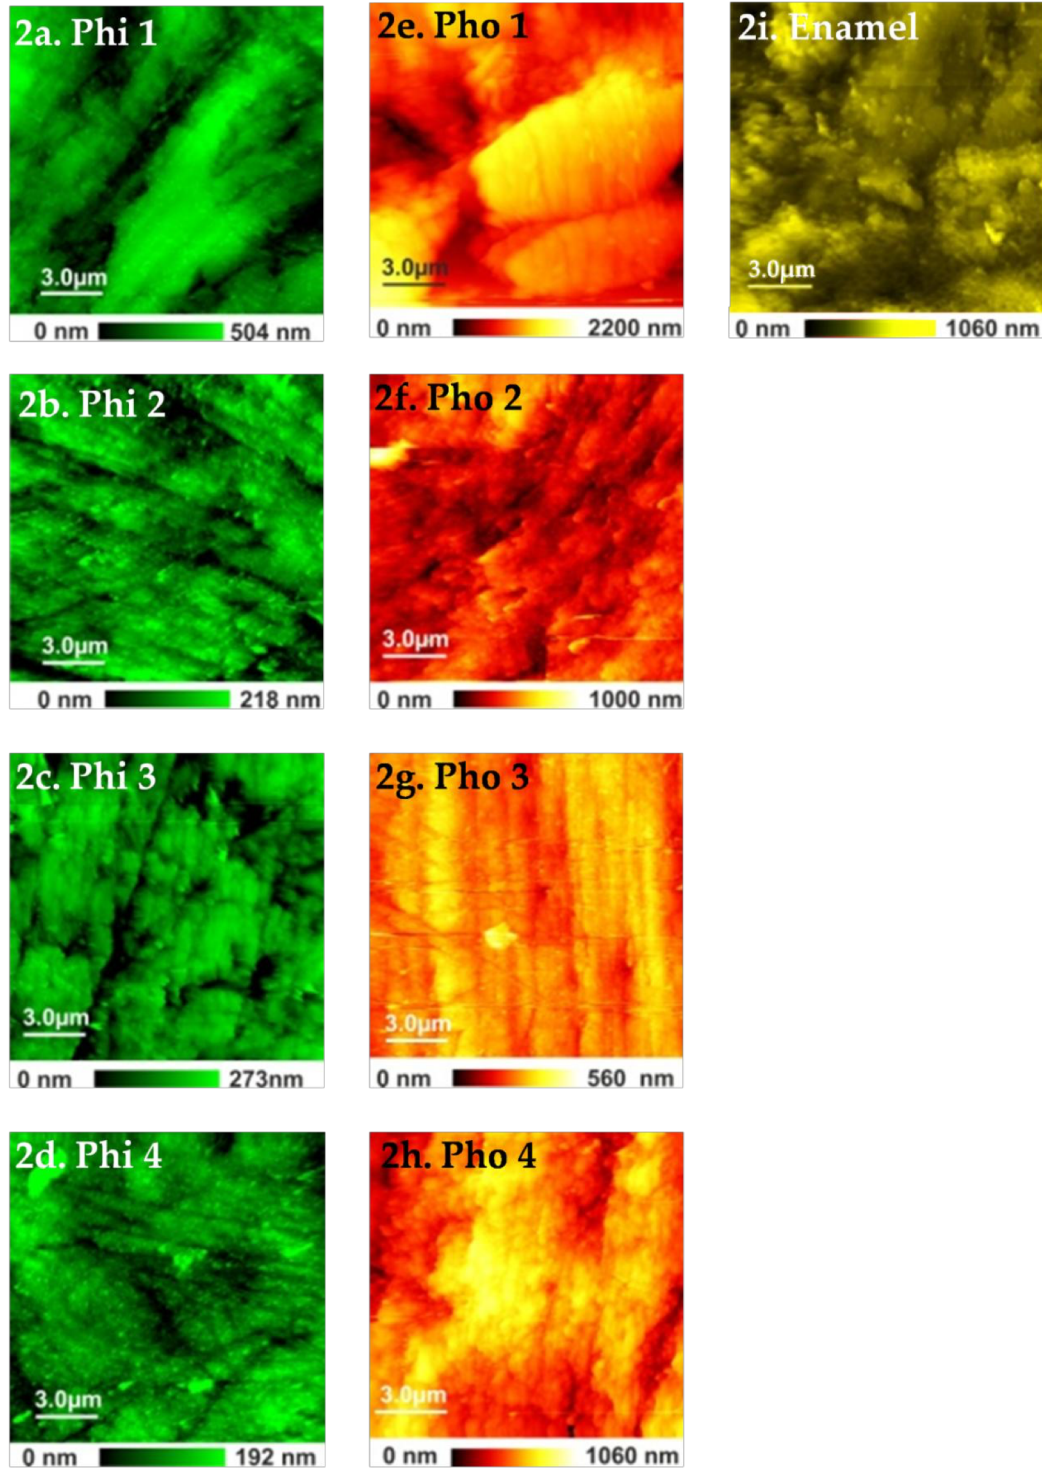 2a. Phi 1
3.0µm
0 nm 504 nm
2e. Pho 1
3.0µm
0 nm 2200 nm
2i. Enamel
3.0µm
0 nm 1060 nm
2b. Phi 2
3.0µm
0 nm 218 nm
2f. Pho 2
3.0µm
0 nm 1000 nm
2c. Phi 3
3.0µm
0 nm 273nm
2g. Pho 3
3.0µm
0 nm 560 nm
2d. Phi 4
3.0µm
0 nm 192 nm
2h. Pho 4
3.0µm
0 nm 1060 nm